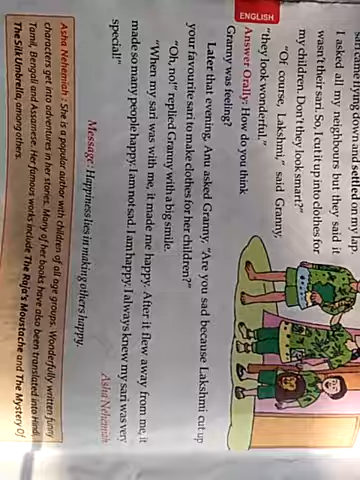 I asked all my neighbours but they said it
wasn't their sari. So, I cut it up into clothes for
my children. Don't they look smart?"
"Of course, Lakshmi," said Granny,
"they look wonderful."
ENGLISH
Answer Orally: How do you think
Granny was feeling?
Later that evening, Anu asked Granny, "Are you sad because Lakshmi cut up
your favourite sari to make clothes for her children?"
"Oh, no!" replied Granny with a big smile.
"When my sari was with me, it made me happy. After it flew away from me, it
made so many people happy. I am not sad. I am happy. I always knew my sari was very
special!"
Asha Nehemiah
Message: Happiness lies in making others happy.
Asha Nehemiah : She is a popular author with children of all age groups. Wonderfully written funny
characters get into adventures in her stories. Many of her books have also been translated into Hindi,
Tamil, Bengali and Assamese. Her famous works include The Raja's Moustache and The Mystery of
The Silk Umbrella, among others.